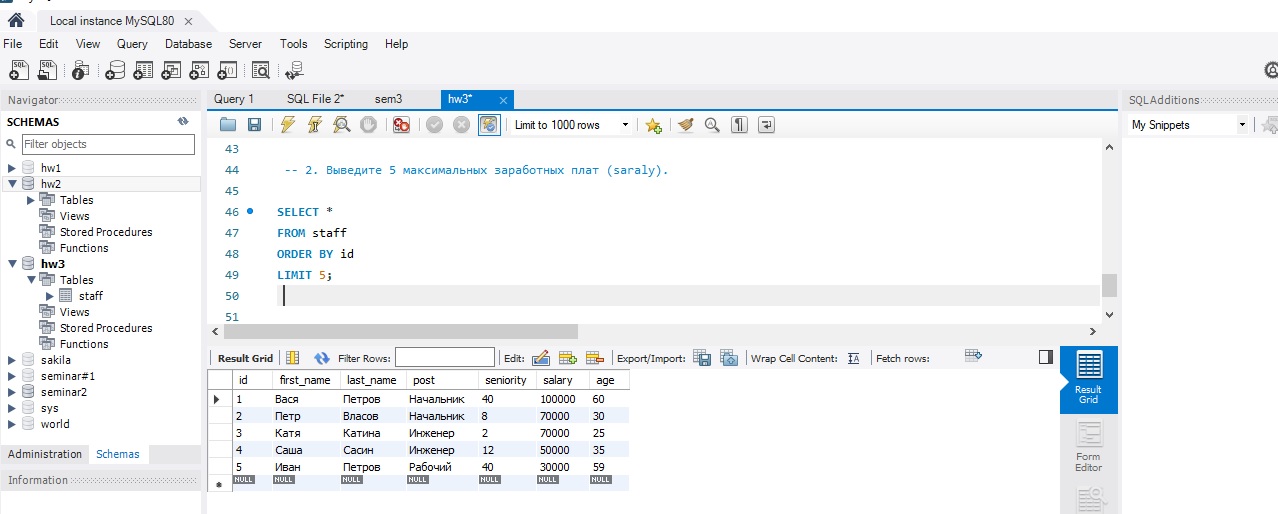 Local instance MySQL80
File Edit View Query Database Server Tools Scripting Help
Navigator
SCHEMAS
Filter objects
hw1
hw2
Tables
Views
Stored Procedures
Functions
hw3
Tables
staff
Views
Stored Procedures
Functions
sakila
seminar#1
seminar2
sys
world
Administration Schemas
Information
Query 1 SQL File 2* sem3 hw3*
Limit to 1000 rows
43
44 -- 2. Выведите 5 максимальных заработных плат (saraly).
45
46 SELECT *
47 FROM staff
48 ORDER BY id
49 LIMIT 5;
50
51
Result Grid Filter Rows: Edit: Export/Import: Wrap Cell Content: Fetch rows:
id first_name last_name post seniority salary age
1 Вася Петров Начальник 40 100000 60
2 Петр Власов Начальник 8 70000 30
3 Катя Катина Инженер 2 70000 25
4 Саша Сасин Инженер 12 50000 35
5 Иван Петров Рабочий 40 30000 59
NULL NULL NULL NULL NULL NULL NULL
Result
Grid
Form
Editor
SQLAdditions
My Snippets